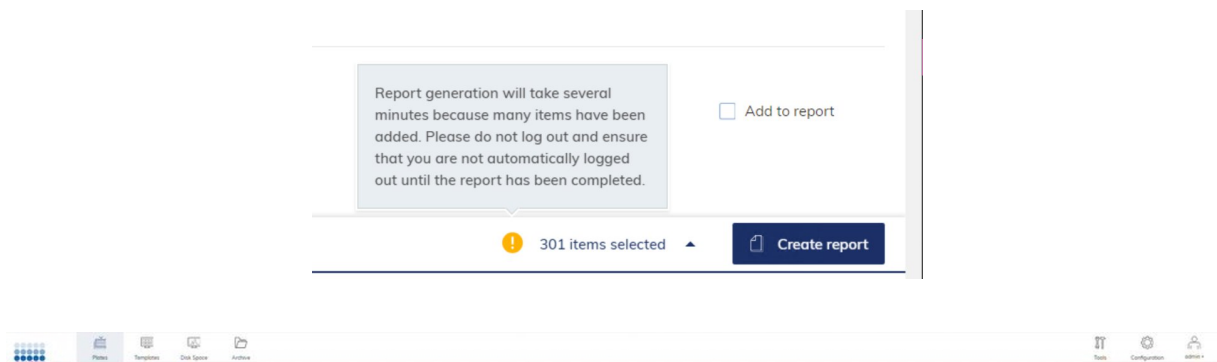 Report generation will take several
minutes because many items have been
added. Please do not log out and ensure
that you are not automatically logged
out until the report has been completed.
Add to report
301 items selected
Create report
Plates Templates Disk Space Archive Tools Configuration admin